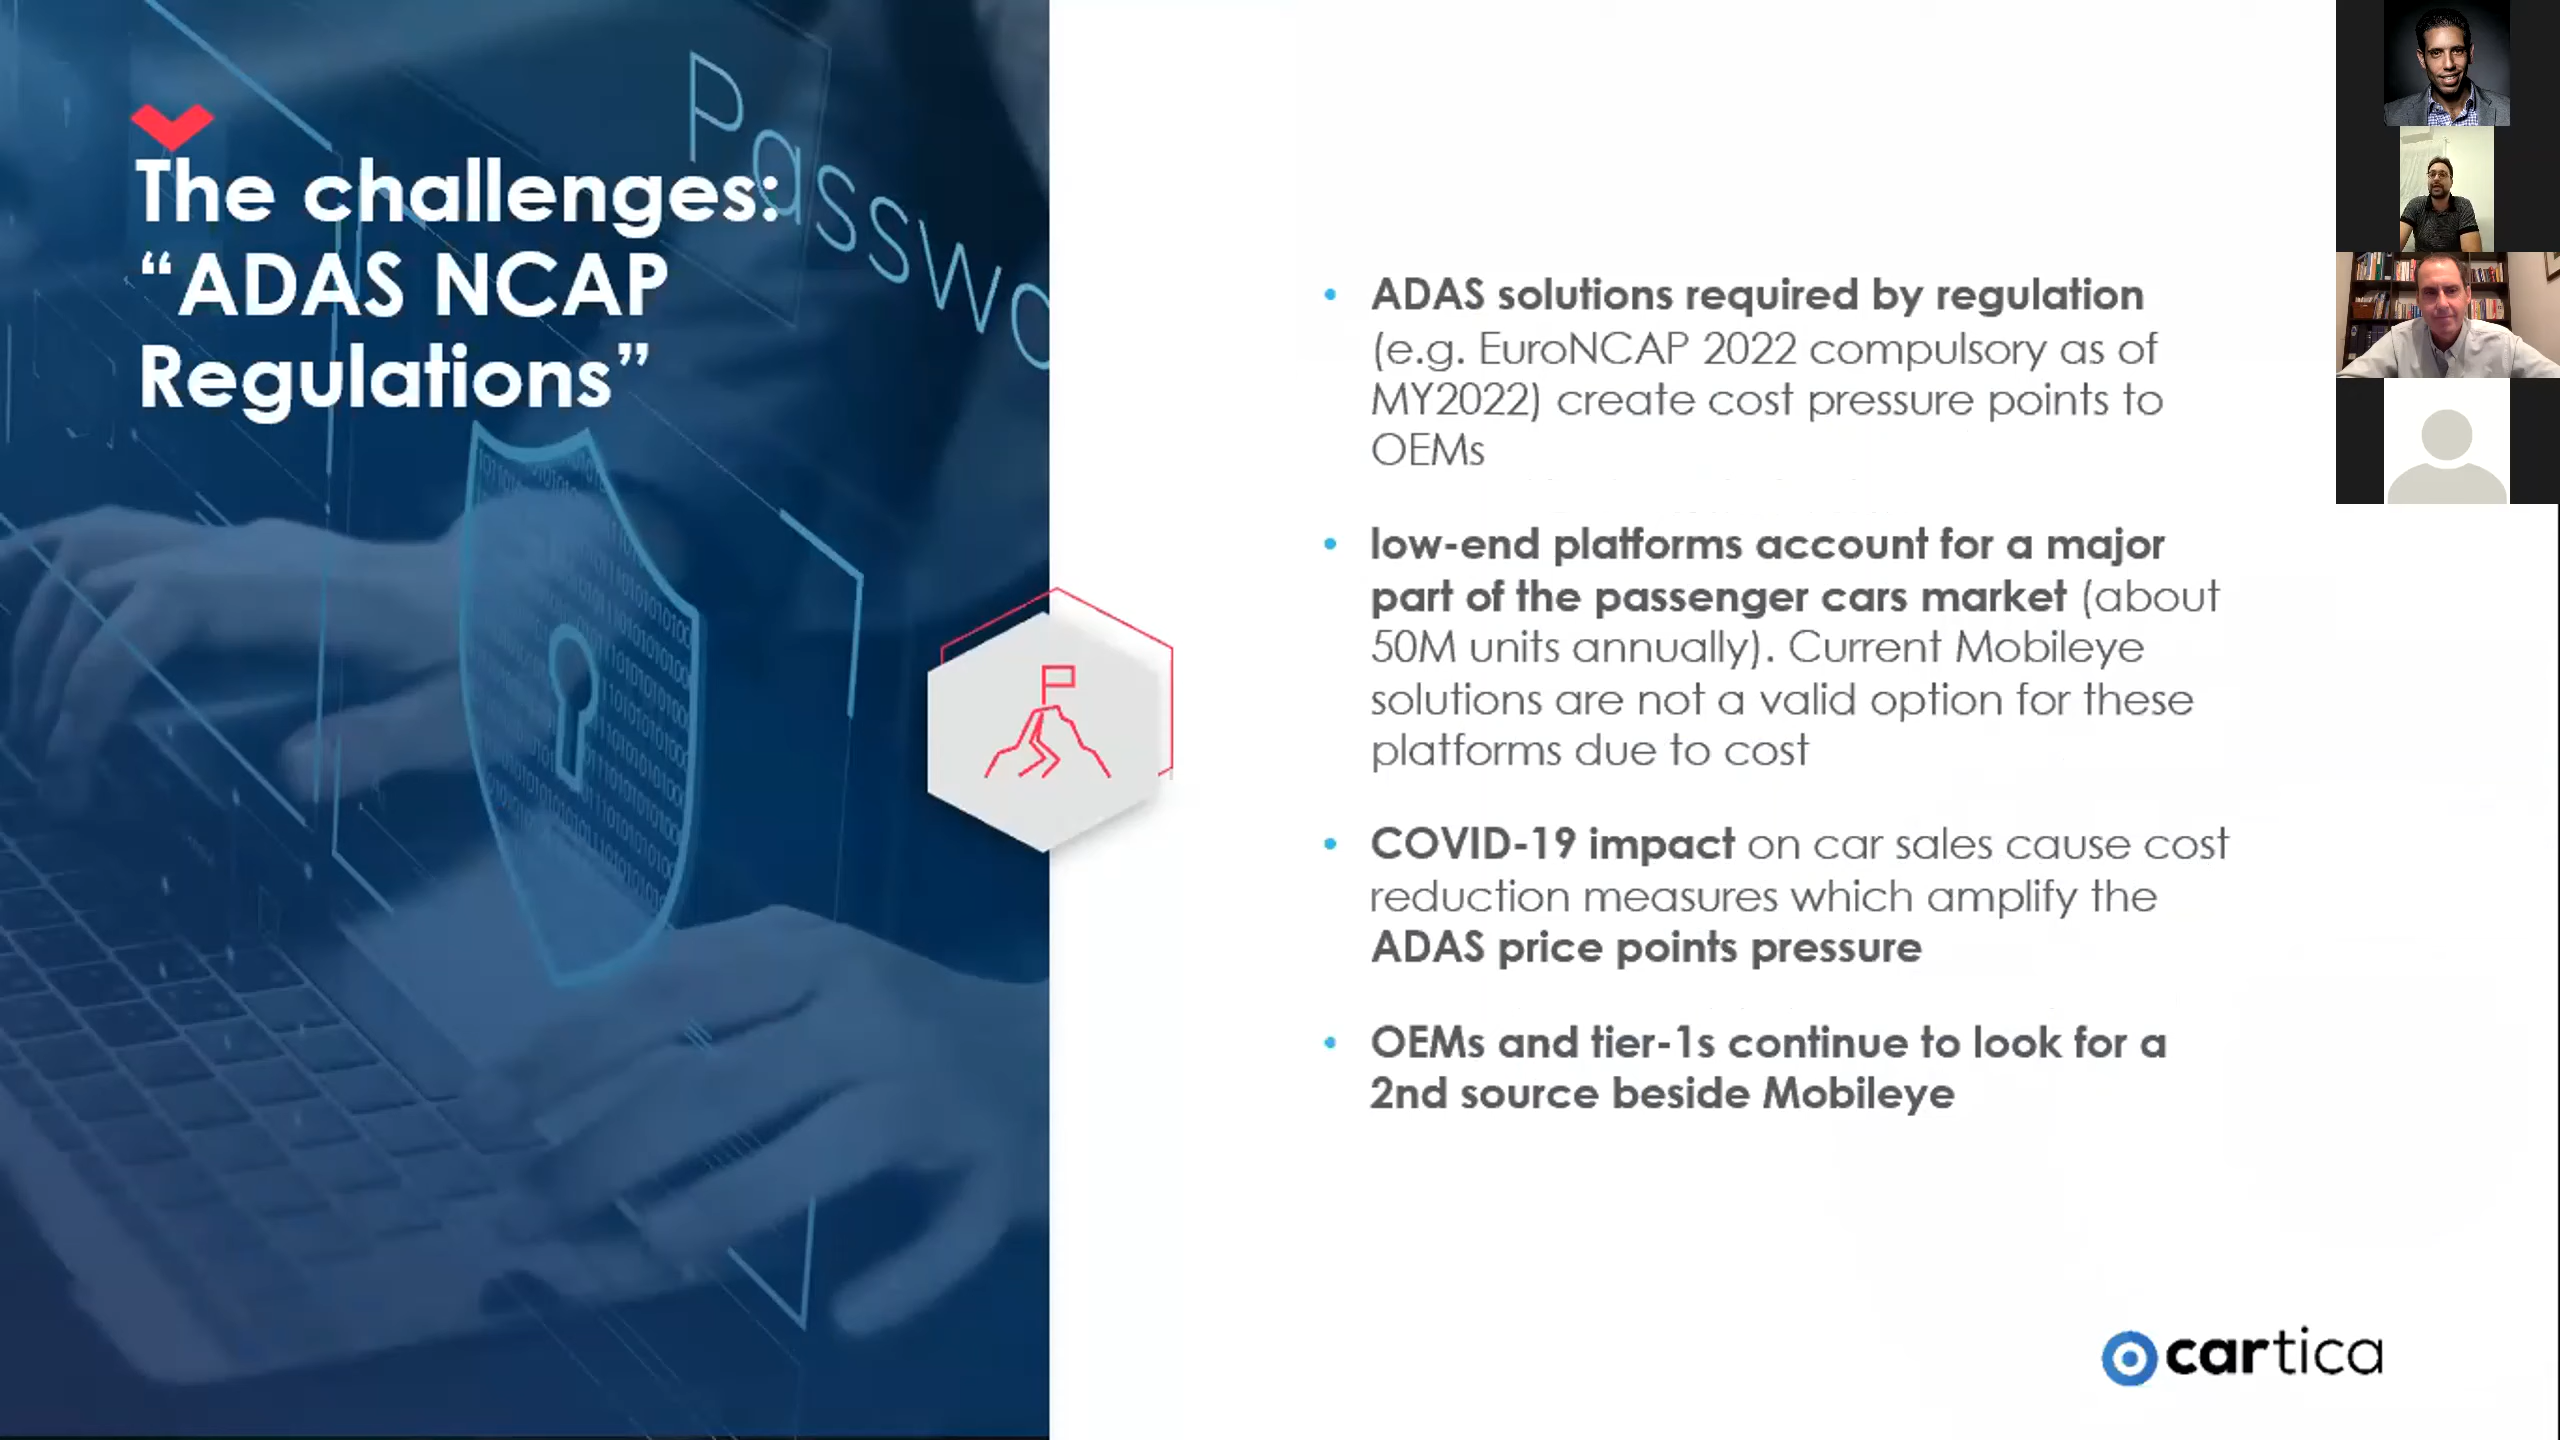 The challenges:
“ADAS NCAP
Regulations”
Passwo
• ADAS solutions required by regulation
(e.g. EuroNCAP 2022 compulsory as of
MY2022) create cost pressure points to
OEMs
• low-end platforms account for a major
part of the passenger cars market (about
50M units annually). Current Mobileye
solutions are not a valid option for these
platforms due to cost
• COVID-19 impact on car sales cause cost
reduction measures which amplify the
ADAS price points pressure
• OEMs and tier-1s continue to look for a
2nd source beside Mobileye
cartica